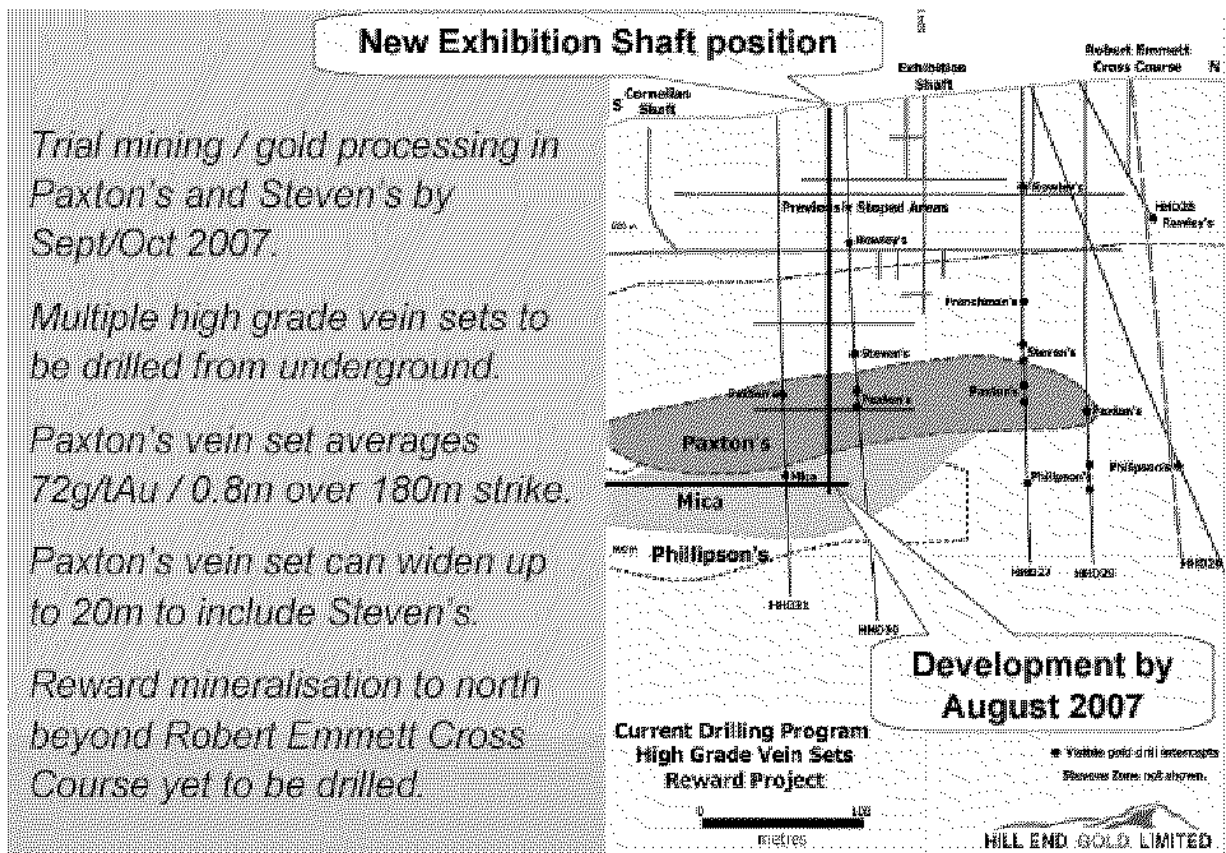 New Exhibition Shaft position
Trial mining / gold processing in
Paxton's and Steven's by
Sept/Oct 2007.
Multiple high grade vein sets to
be drilled from underground.
Paxton's vein set averages
72g/tAu / 0.8m over 180m strike.
Paxton's vein set can widen up
to 20m to include Steven's.
Reward mineralisation to north
beyond Robert Emmett Cross
Course yet to be drilled.
S
Cornelian
Shaft
Exhibition
Shaft
Robert Emmett
Cross Course
N
Hawley's
Previously Stoped Areas
HHD28
Rowley's
Frenchman's
Steven's
Steven's
Paxton's
Paxton's
Paxton's
Paxton's
Paxton's
Mica
Mica
Phillipson's
Phillipson's
Phillipson's.
HHD27
HHD29
HHD31
HHD30
Development by
August 2007
Current Drilling Program
High Grade Vein Sets
Reward Project
0
100
metres
Visible gold drill intercepts
Stevens Zone not shown.
HILL END GOLD LIMITED